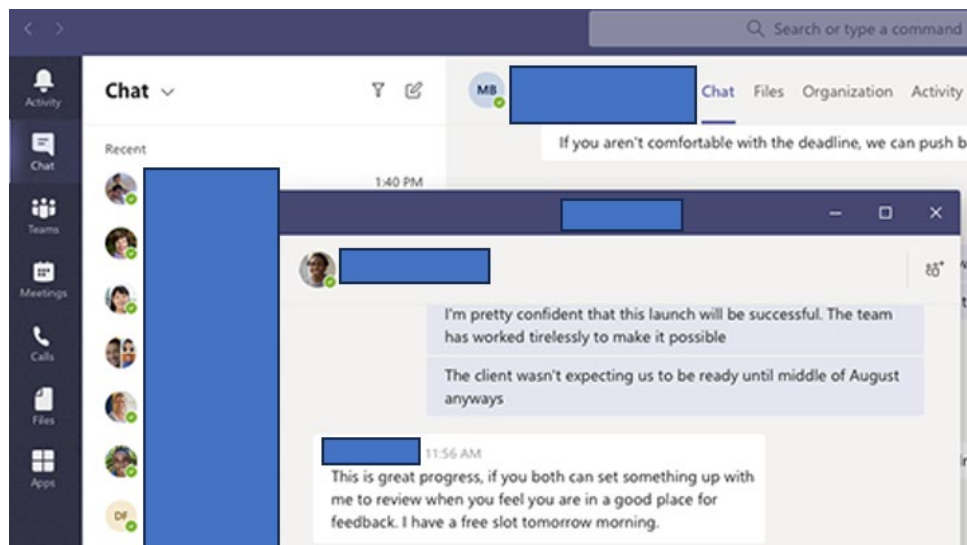 Search or type a command
Activity
Chat
MB
Chat Files Organization Activity
If you aren't comfortable with the deadline, we can push b
Recent
Chat
1:40 PM
Teams
Meetings
I'm pretty confident that this launch will be successful. The team
has worked tirelessly to make it possible
Calls
The client wasn't expecting us to be ready until middle of August
anyways
Files
11:56 AM
This is great progress, if you both can set something up with
me to review when you feel you are in a good place for
feedback. I have a free slot tomorrow morning.
Apps
DF